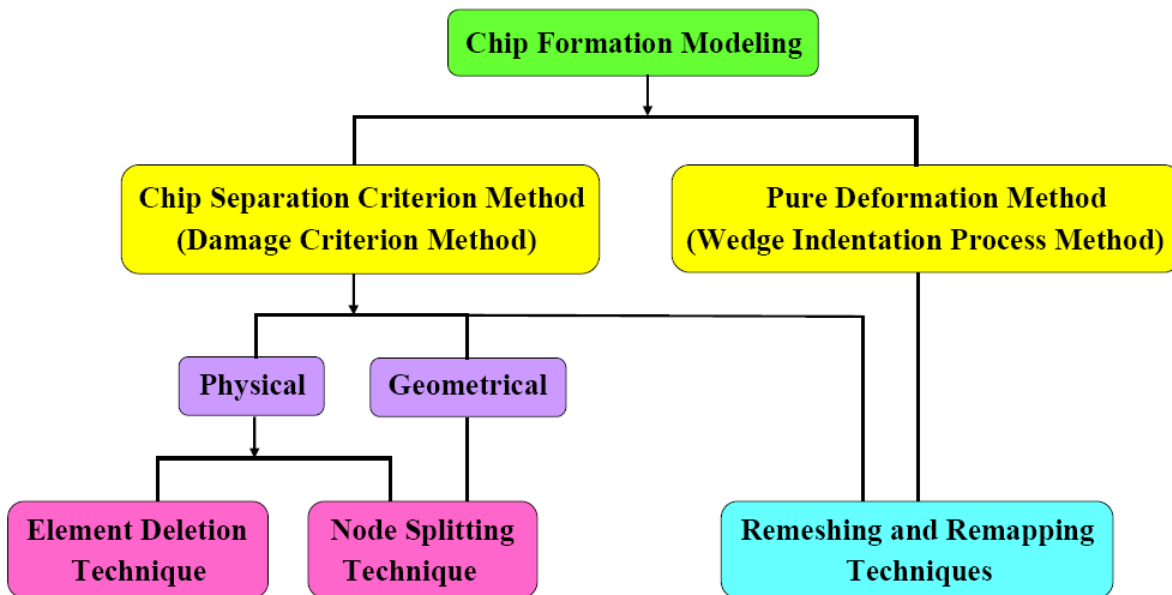 Chip Formation Modeling
Chip Separation Criterion Method
(Damage Criterion Method)
Pure Deformation Method
(Wedge Indentation Process Method)
Physical
Geometrical
Element Deletion
Technique
Node Splitting
Technique
Remeshing and Remapping
Techniques